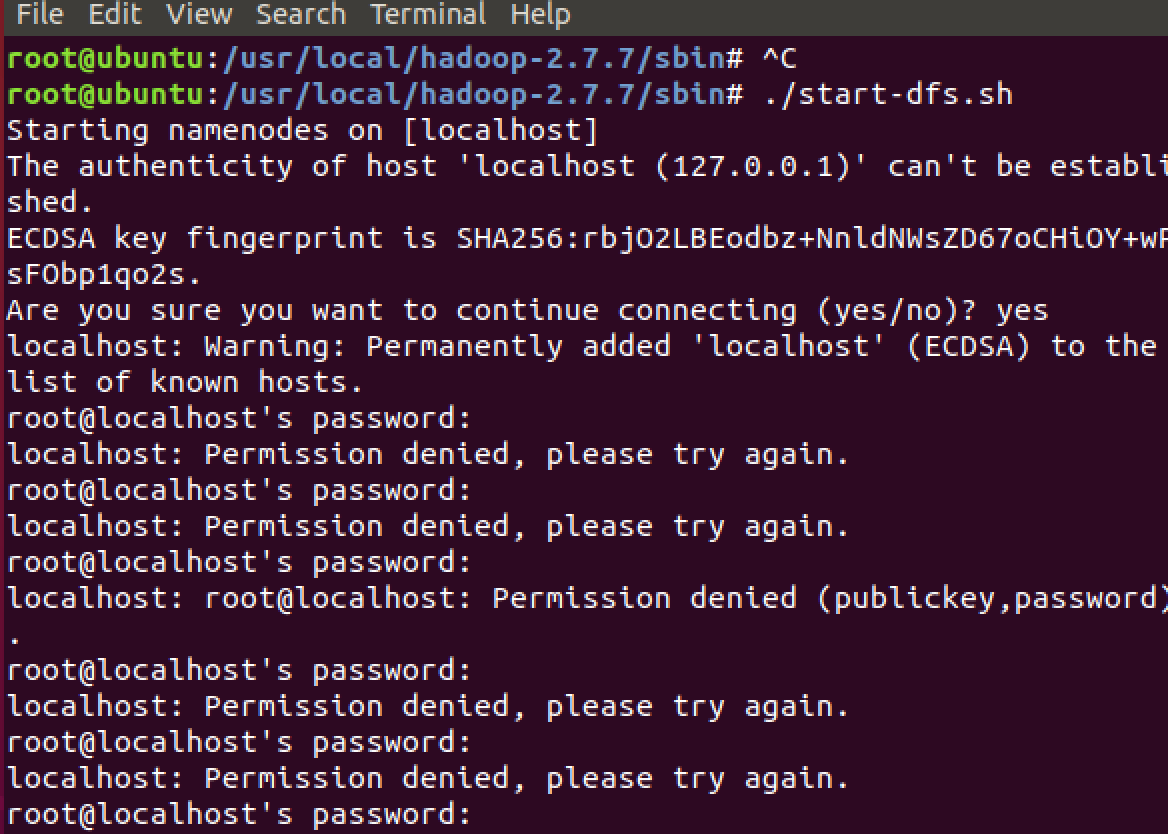 File Edit View Search Terminal Help
root@ubuntu:/usr/local/hadoop-2.7.7/sbin# ^C
root@ubuntu:/usr/local/hadoop-2.7.7/sbin# ./start-dfs.sh
Starting namenodes on [localhost]
The authenticity of host 'localhost (127.0.0.1)' can't be establi
shed.
ECDSA key fingerprint is SHA256:rbjO2LBEodbz+NnldNWsZD67oCHiOY+wP
sFObp1qo2s.
Are you sure you want to continue connecting (yes/no)? yes
localhost: Warning: Permanently added 'localhost' (ECDSA) to the
list of known hosts.
root@localhost's password:
localhost: Permission denied, please try again.
root@localhost's password:
localhost: Permission denied, please try again.
root@localhost's password:
localhost: root@localhost: Permission denied (publickey,password)
.
root@localhost's password:
localhost: Permission denied, please try again.
root@localhost's password:
localhost: Permission denied, please try again.
root@localhost's password: